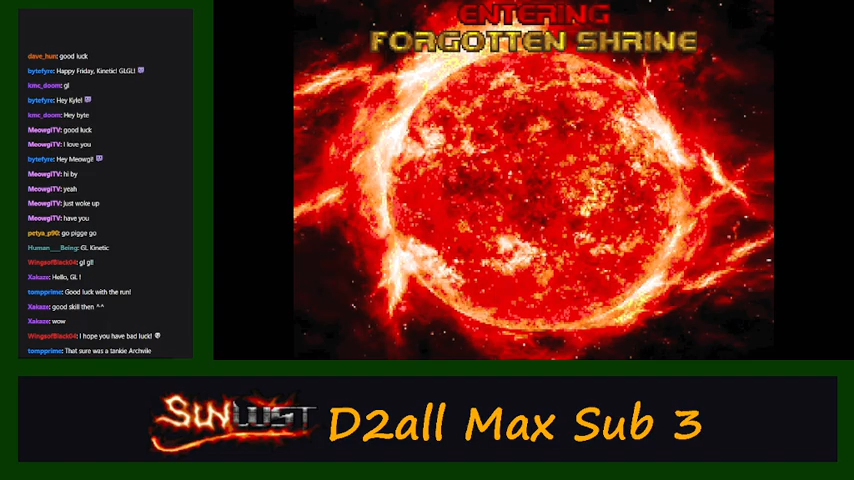 dave_hun: good luck
bytefyre: Happy Friday, Kinetic! GLGL!
kmc_doom: gl
bytefyre: Hey Kyle!
kmc_doom: Hey byte
MeowgiTV: good luck
MeowgiTV: I love you
bytefyre: Hey Meowgi!
MeowgiTV: hi by
MeowgiTV: yeah
MeowgiTV: just woke up
MeowgiTV: have you
petya_p90: go pigge go
Human___Being: GL Kinetic
WingsofBlack04: gl gl!
Xakaze: Hello, GL !
tompprime: Good luck with the run!
Xakaze: good skill then ^^
Xakaze: wow
WingsofBlack04: I hope you have bad luck!
tompprime: That sure was a tankie Archvile
ENTERING
FORGOTTEN SHRINE
SUNLUST D2all Max Sub 3